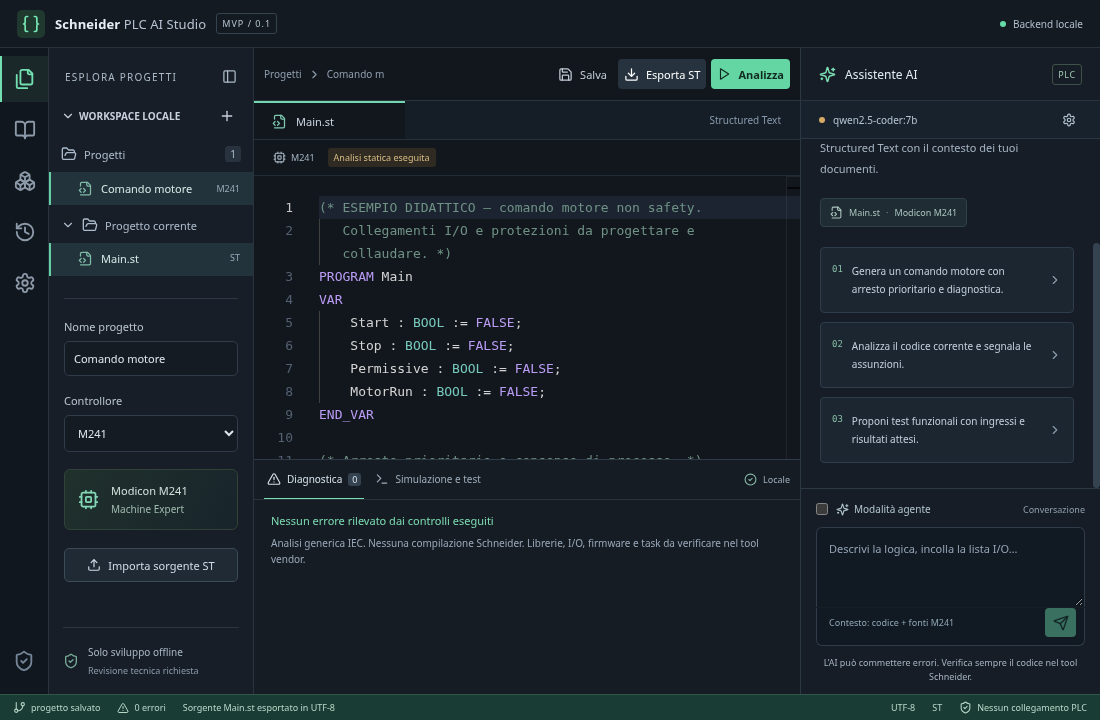 {} Schneider PLC AI Studio MVP / 0.1
Backend locale
ESPLORA PROGETTI
WORKSPACE LOCALE
Progetti 1
Comando motore M241
Progetto corrente
Main.st ST
Nome progetto
Comando motore
Controllore
M241
Modicon M241
Machine Expert
Importa sorgente ST
Solo sviluppo offline
Revisione tecnica richiesta
Progetti > Comando m
Salva
Esporta ST
Analizza
Main.st
Structured Text
M241 Analisi statica eseguita
1 (* ESEMPIO DIDATTICO — comando motore non safety.
2 Collegamenti I/O e protezioni da progettare e
collaudare. *)
3 PROGRAM Main
4 VAR
5 Start : BOOL := FALSE;
6 Stop : BOOL := FALSE;
7 Permissive : BOOL := FALSE;
8 MotorRun : BOOL := FALSE;
9 END_VAR
10
11 (* Arresto prioritario e consenso di processo. *)
Diagnostica 0
Simulazione e test
Locale
Nessun errore rilevato dai controlli eseguiti
Analisi generica IEC. Nessuna compilazione Schneider. Librerie, I/O, firmware e task da verificare nel tool
vendor.
Assistente AI PLC
qwen2.5-coder:7b
Structured Text con il contesto dei tuoi
documenti.
Main.st · Modicon M241
01 Genera un comando motore con
arresto prioritario e diagnostica.
02 Analizza il codice corrente e segnala le
assunzioni.
03 Proponi test funzionali con ingressi e
risultati attesi.
Modalità agente
Conversazione
Descrivi la logica, incolla la lista I/O…
Contesto: codice + fonti M241
L'AI può commettere errori. Verifica sempre il codice nel tool
Schneider.
progetto salvato
0 errori
Sorgente Main.st esportato in UTF-8
UTF-8
ST
Nessun collegamento PLC